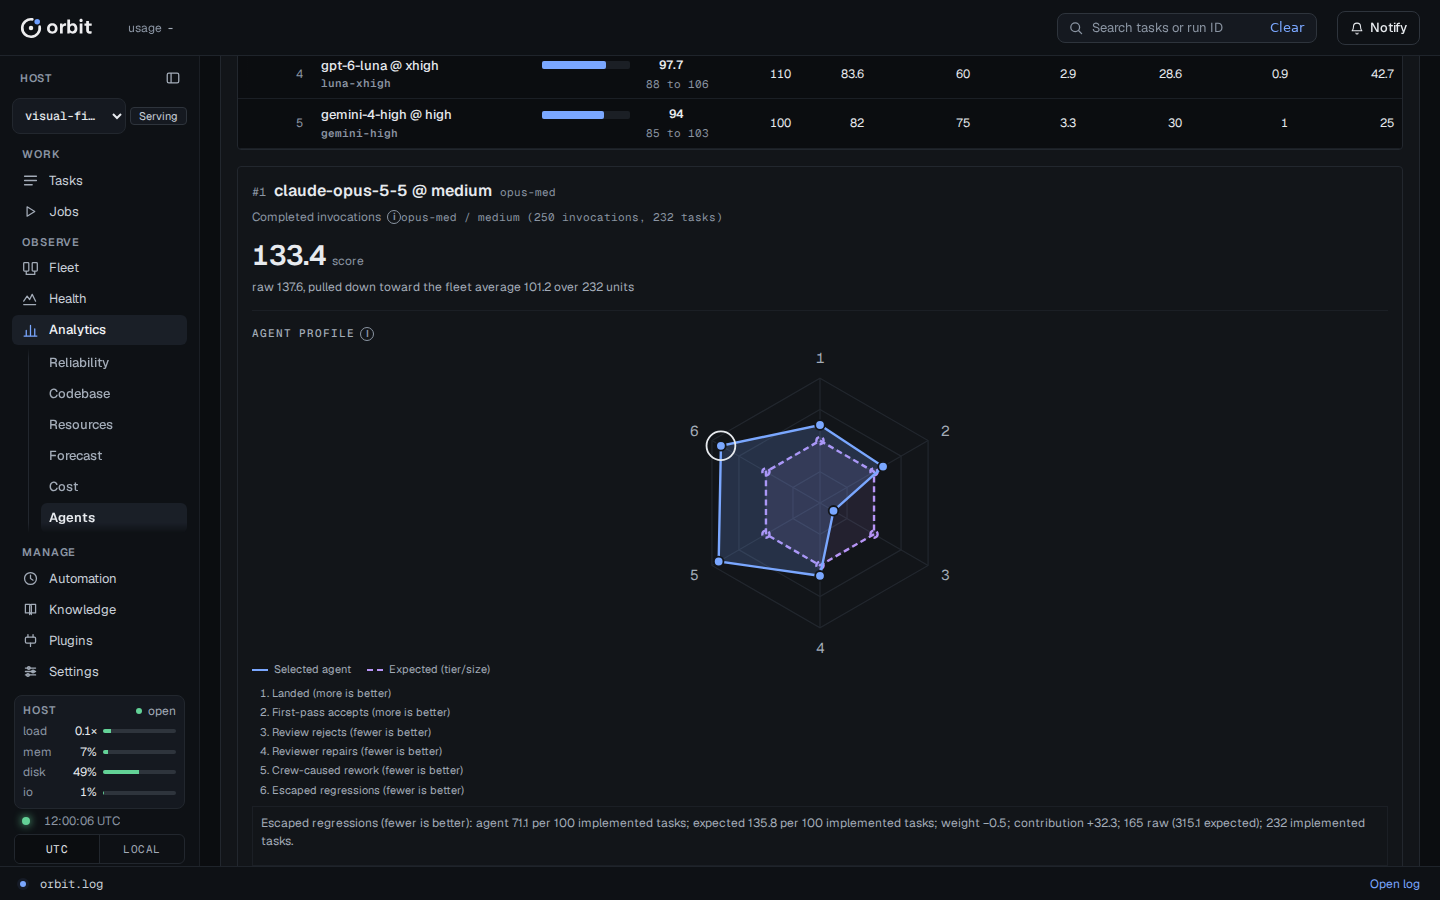 orbit
usage -
Search tasks or run ID
Clear
Notify
HOST
visual-fi...
Serving
WORK
Tasks
Jobs
OBSERVE
Fleet
Health
Analytics
Reliability
Codebase
Resources
Forecast
Cost
Agents
MANAGE
Automation
Knowledge
Plugins
Settings
HOST open
load 0.1×
mem 7%
disk 49%
io 1%
12:00:06 UTC
UTC LOCAL
4 gpt-6-luna @ xhigh 97.7 110 83.6 60 2.9 28.6 0.9 42.7
luna-xhigh 88 to 106
5 gemini-4-high @ high 94 100 82 75 3.3 30 1 25
gemini-high 85 to 103
#1 claude-opus-5-5 @ medium opus-med
Completed invocations opus-med / medium (250 invocations, 232 tasks)
133.4 score
raw 137.6, pulled down toward the fleet average 101.2 over 232 units
AGENT PROFILE
1
6 2
5 3
4
Selected agent Expected (tier/size)
1. Landed (more is better)
2. First-pass accepts (more is better)
3. Review rejects (fewer is better)
4. Reviewer repairs (fewer is better)
5. Crew-caused rework (fewer is better)
6. Escaped regressions (fewer is better)
Escaped regressions (fewer is better): agent 71.1 per 100 implemented tasks; expected 135.8 per 100 implemented tasks; weight −0.5; contribution +32.3; 165 raw (315.1 expected); 232 implemented
tasks.
orbit.log
Open log